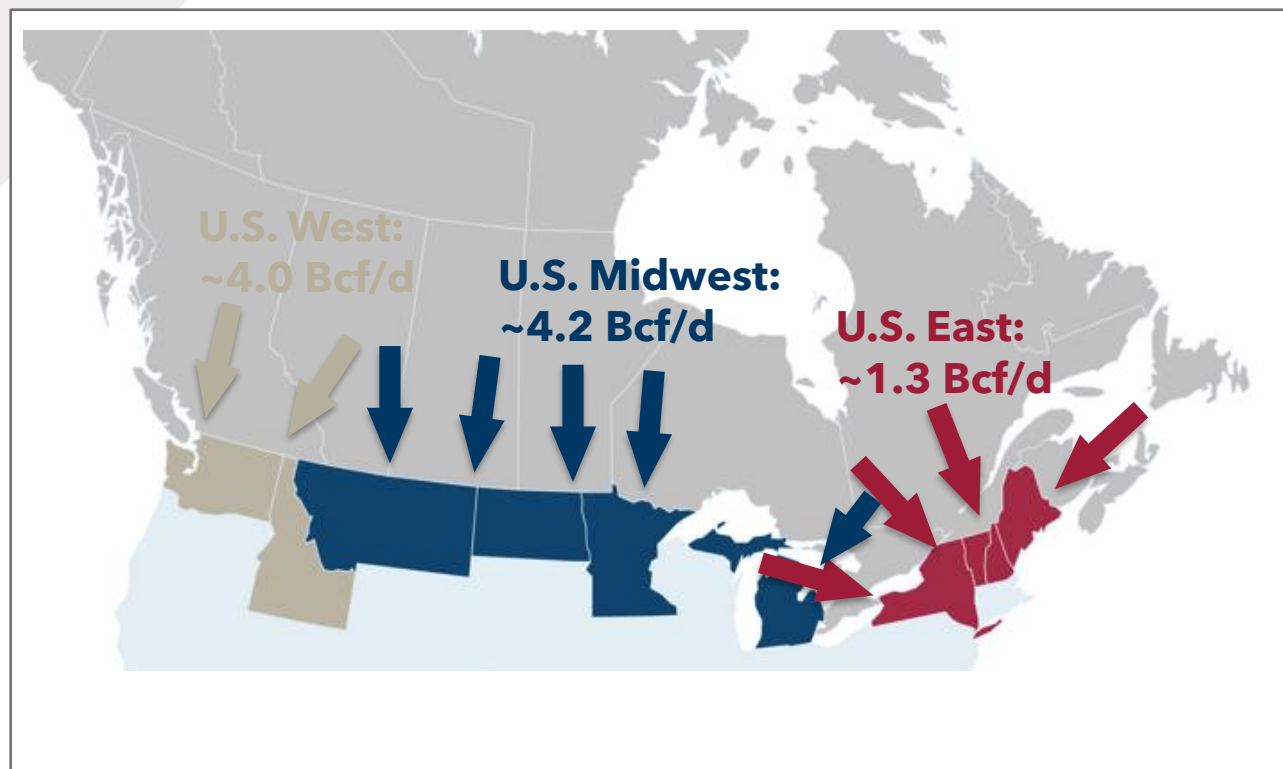 U.S. West:
~4.0 Bcf/d
U.S. Midwest:
~4.2 Bcf/d
U.S. East:
~1.3 Bcf/d